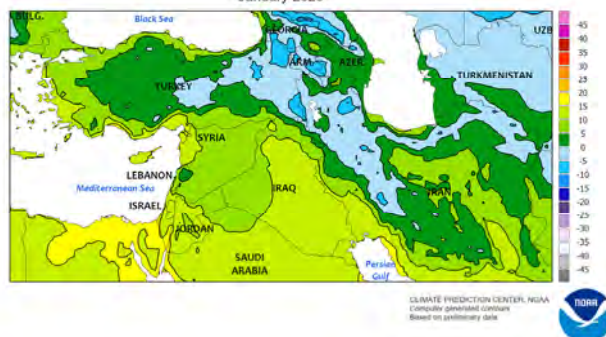 Black Sea
BULG.
GEORGIA
UZB
ARM.
AZER.
TURKMENISTAN
TURKEY
SYRIA
LEBANON
Mediterranean Sea
IRAQ
IRAN
ISRAEL
JORDAN
SAUDI
ARABIA
Persian
Gulf
45
40
35
30
25
20
15
10
5
0
-5
-10
-15
-20
-25
-30
-35
-40
-45
CLIMATE PREDICTION CENTER, NOAA
Computer generated contours
Based on preliminary data
NOAA